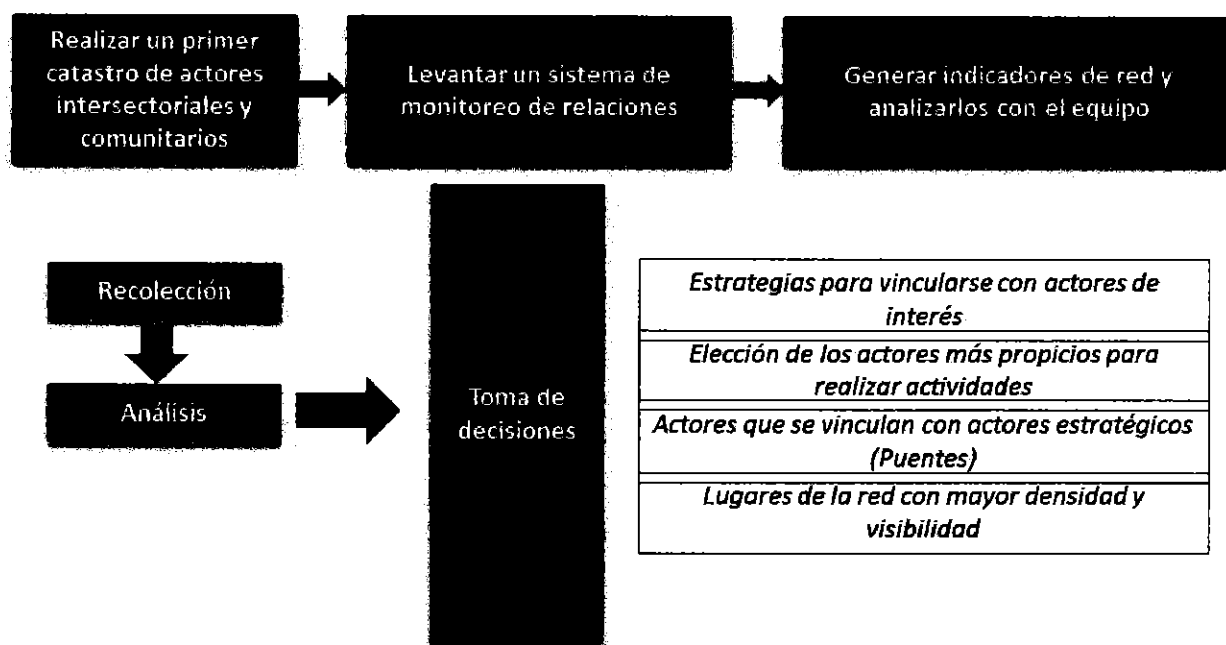 Realizar un primer
catastro de actores
intersectoriales y
comunitarios
Levantar un sistema de
monitoreo de relaciones
Generar indicadores de red y
analizarlos con el equipo
Recolección
Análisis
Toma de
decisiones
Estrategias para vincularse con actores de
interés
Elección de los actores más propicios para
realizar actividades
Actores que se vinculan con actores estratégicos
(Puentes)
Lugares de la red con mayor densidad y
visibilidad